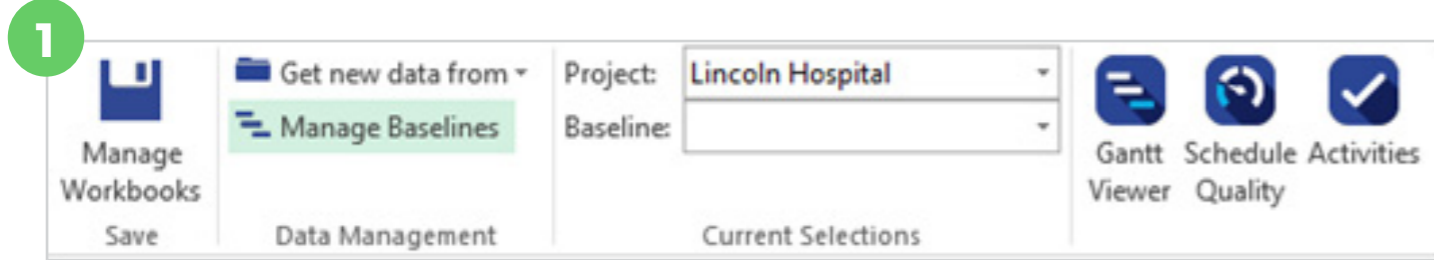 1
Manage
Workbooks
Save
Get new data from
Manage Baselines
Data Management
Project: Lincoln Hospital
Baseline:
Current Selections
Gantt
Viewer
Schedule
Quality
Activities